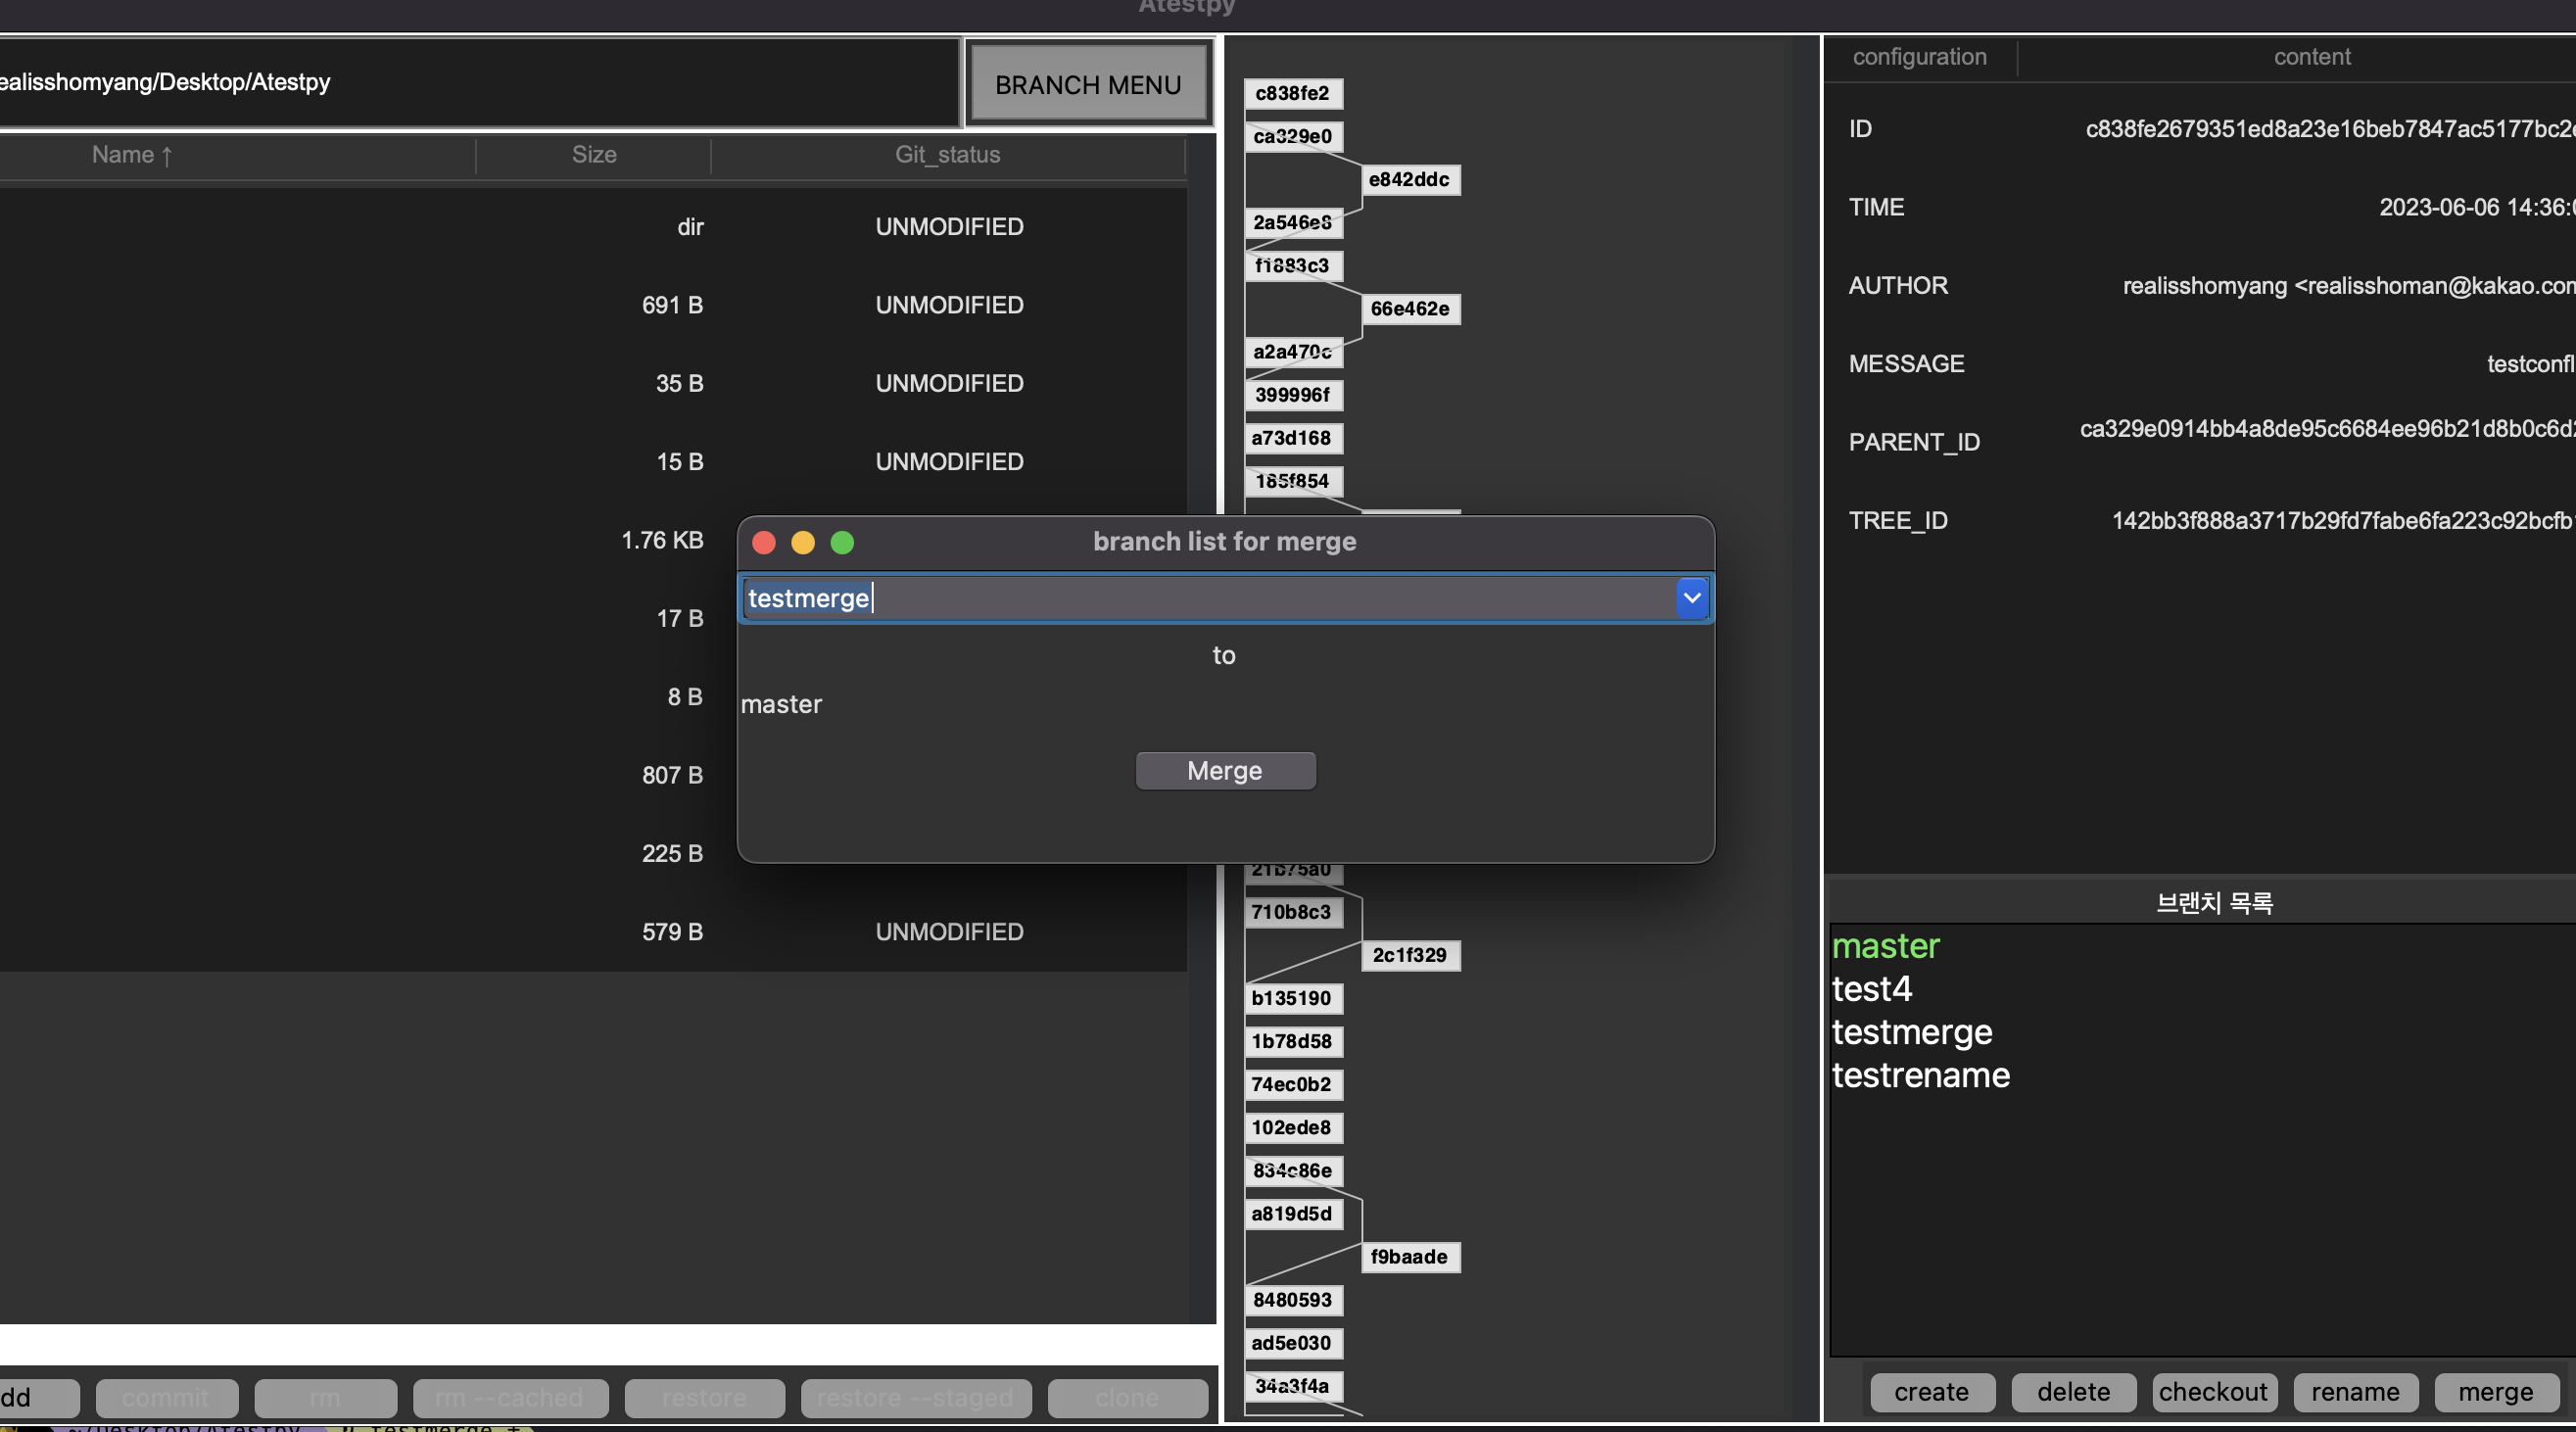 Atestpy
ealisshomyang/Desktop/Atestpy
BRANCH MENU
Name ↑
Size
Git_status
dir
UNMODIFIED
691 B
UNMODIFIED
35 B
UNMODIFIED
15 B
UNMODIFIED
1.76 KB
17 B
8 B
807 B
225 B
579 B
UNMODIFIED
dd
commit
rm
rm --cached
restore
restore --staged
clone
c838fe2
ca329e0
e842ddc
2a546e8
f1883c3
66e462e
a2a470c
399996f
a73d168
185f854
branch list for merge
testmerge
to
master
Merge
21b75a0
710b8c3
2c1f329
b135190
1b78d58
74ec0b2
102ede8
834c86e
a819d5d
f9baade
8480593
ad5e030
34a3f4a
configuration
content
ID
c838fe2679351ed8a23e16beb7847ac5177bc2
TIME
2023-06-06 14:36:
AUTHOR
realisshomyang <realisshoman@kakao.com
MESSAGE
testconfl
PARENT_ID
ca329e0914bb4a8de95c6684ee96b21d8b0c6d
TREE_ID
142bb3f888a3717b29fd7fabe6fa223c92bcfb
브랜치 목록
master
test4
testmerge
testrename
create
delete
checkout
rename
merge
~/Desktop/Atestpy
testmerge